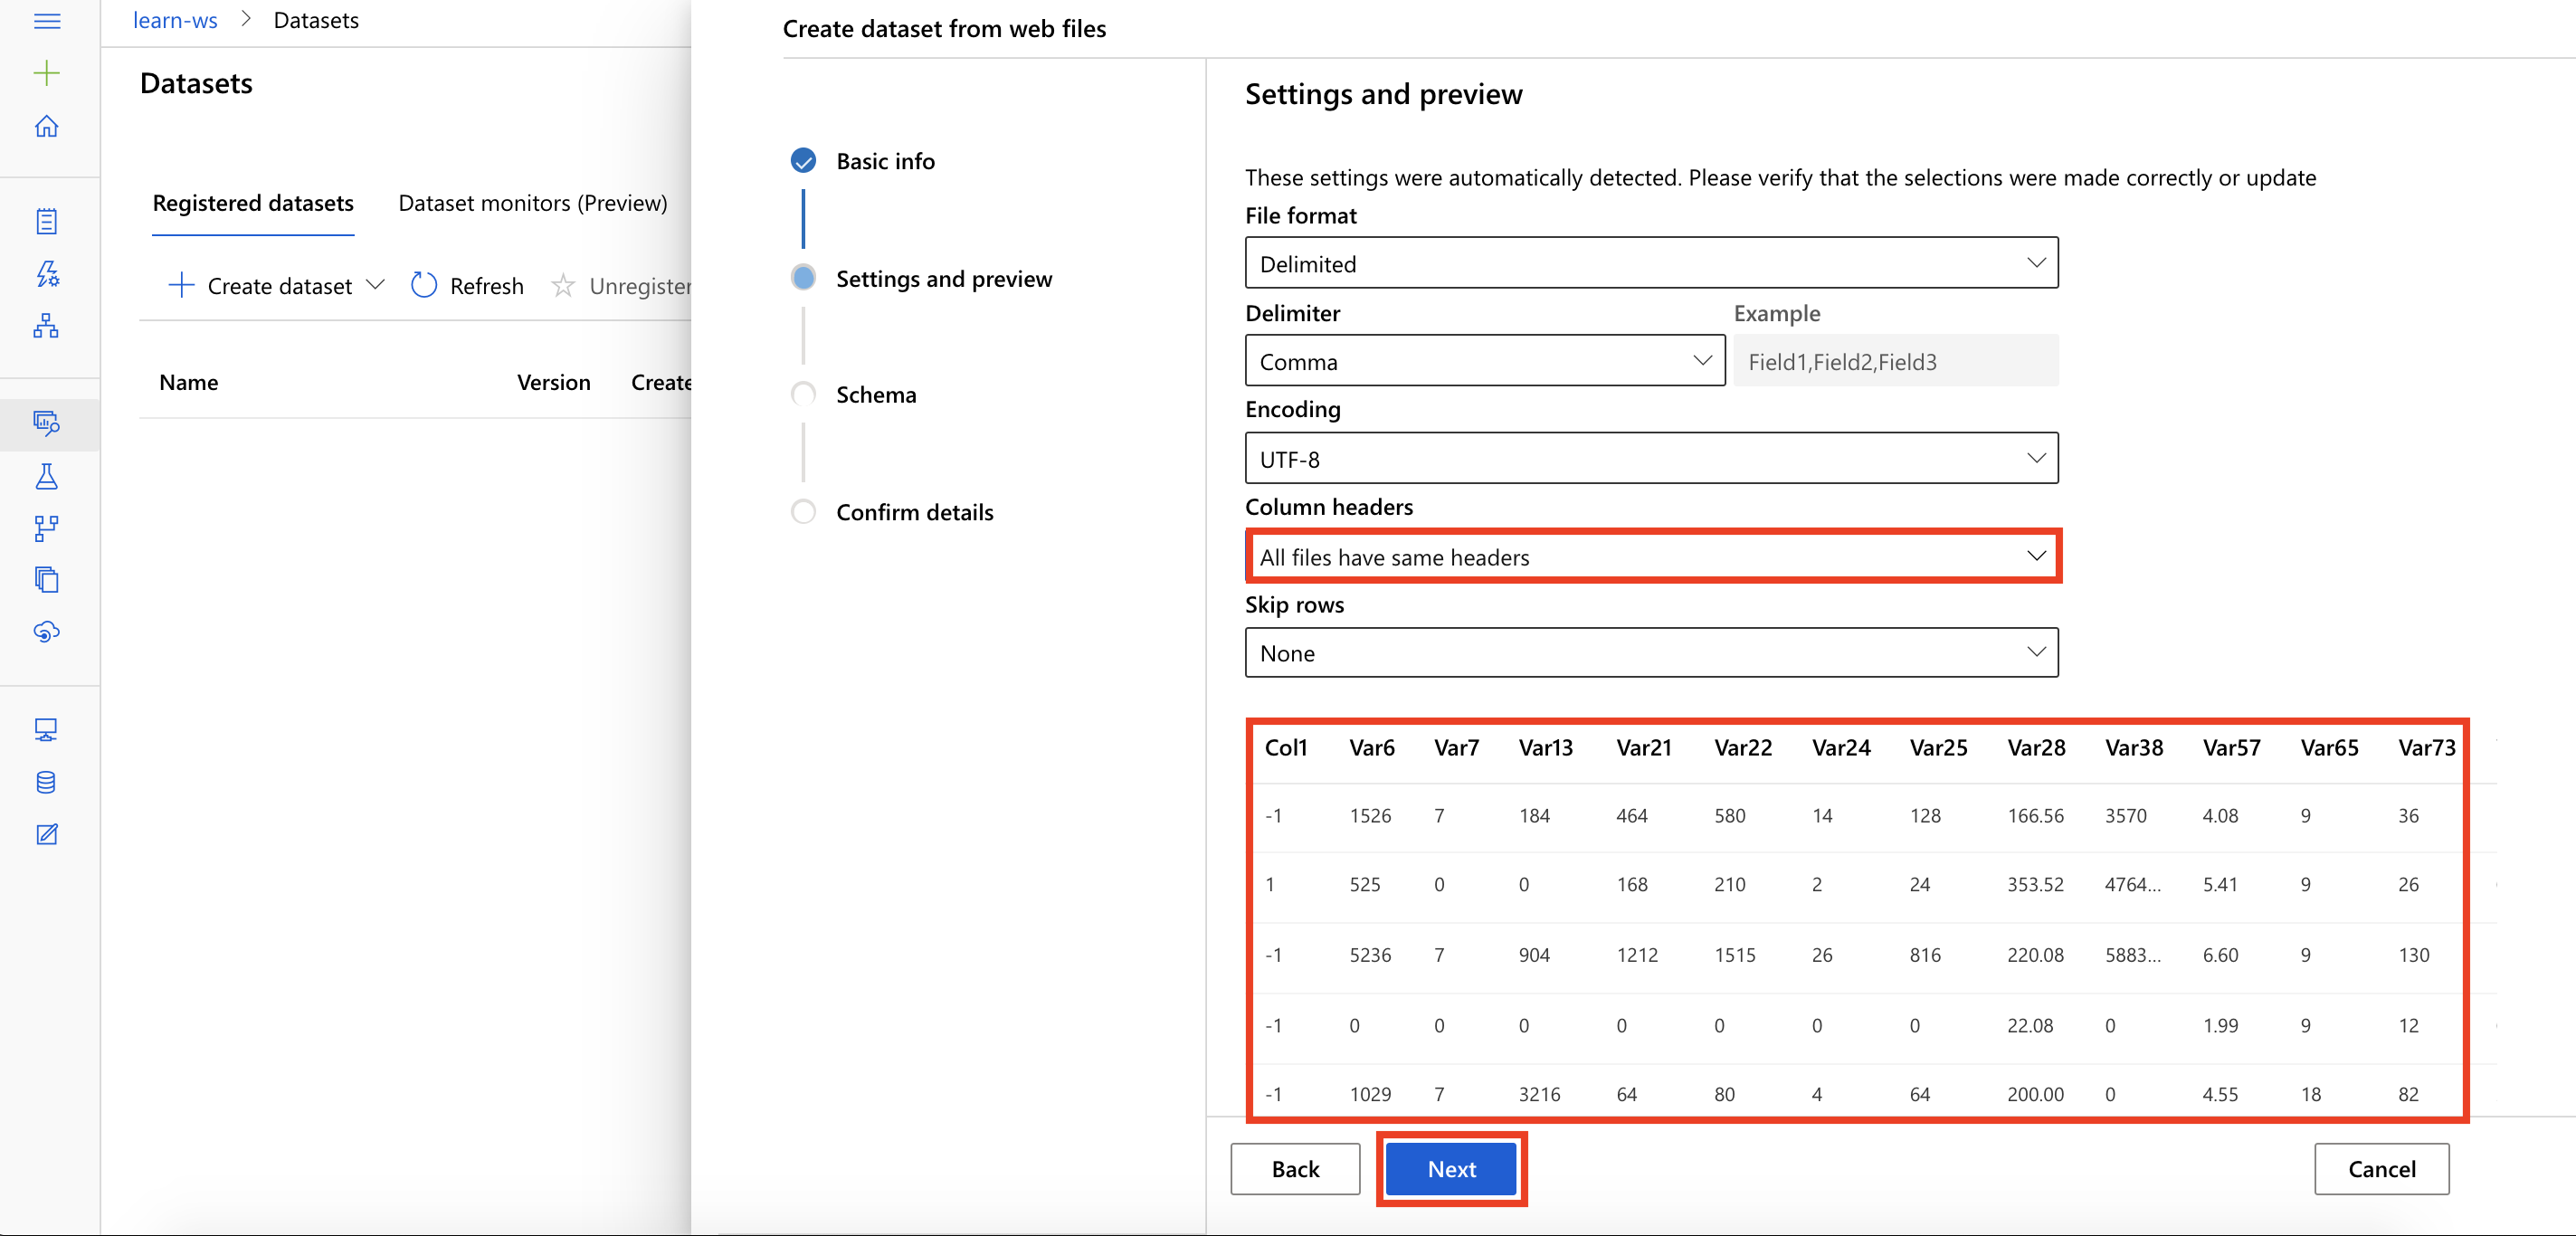 learn-ws > Datasets
Datasets
Registered datasets Dataset monitors (Preview)
Create dataset Refresh Unregister
Name Version Create
Create dataset from web files
Basic info
Settings and preview
Schema
Confirm details
Settings and preview
These settings were automatically detected. Please verify that the selections were made correctly or update
File format
Delimited
Delimiter Example
Comma Field1,Field2,Field3
Encoding
UTF-8
Column headers
All files have same headers
Skip rows
None
Col1 Var6 Var7 Var13 Var21 Var22 Var24 Var25 Var28 Var38 Var57 Var65 Var73
-1 1526 7 184 464 580 14 128 166.56 3570 4.08 9 36
1 525 0 0 168 210 2 24 353.52 4764... 5.41 9 26
-1 5236 7 904 1212 1515 26 816 220.08 5883... 6.60 9 130
-1 0 0 0 0 0 0 0 22.08 0 1.99 9 12
-1 1029 7 3216 64 80 4 64 200.00 0 4.55 18 82
Back Next Cancel